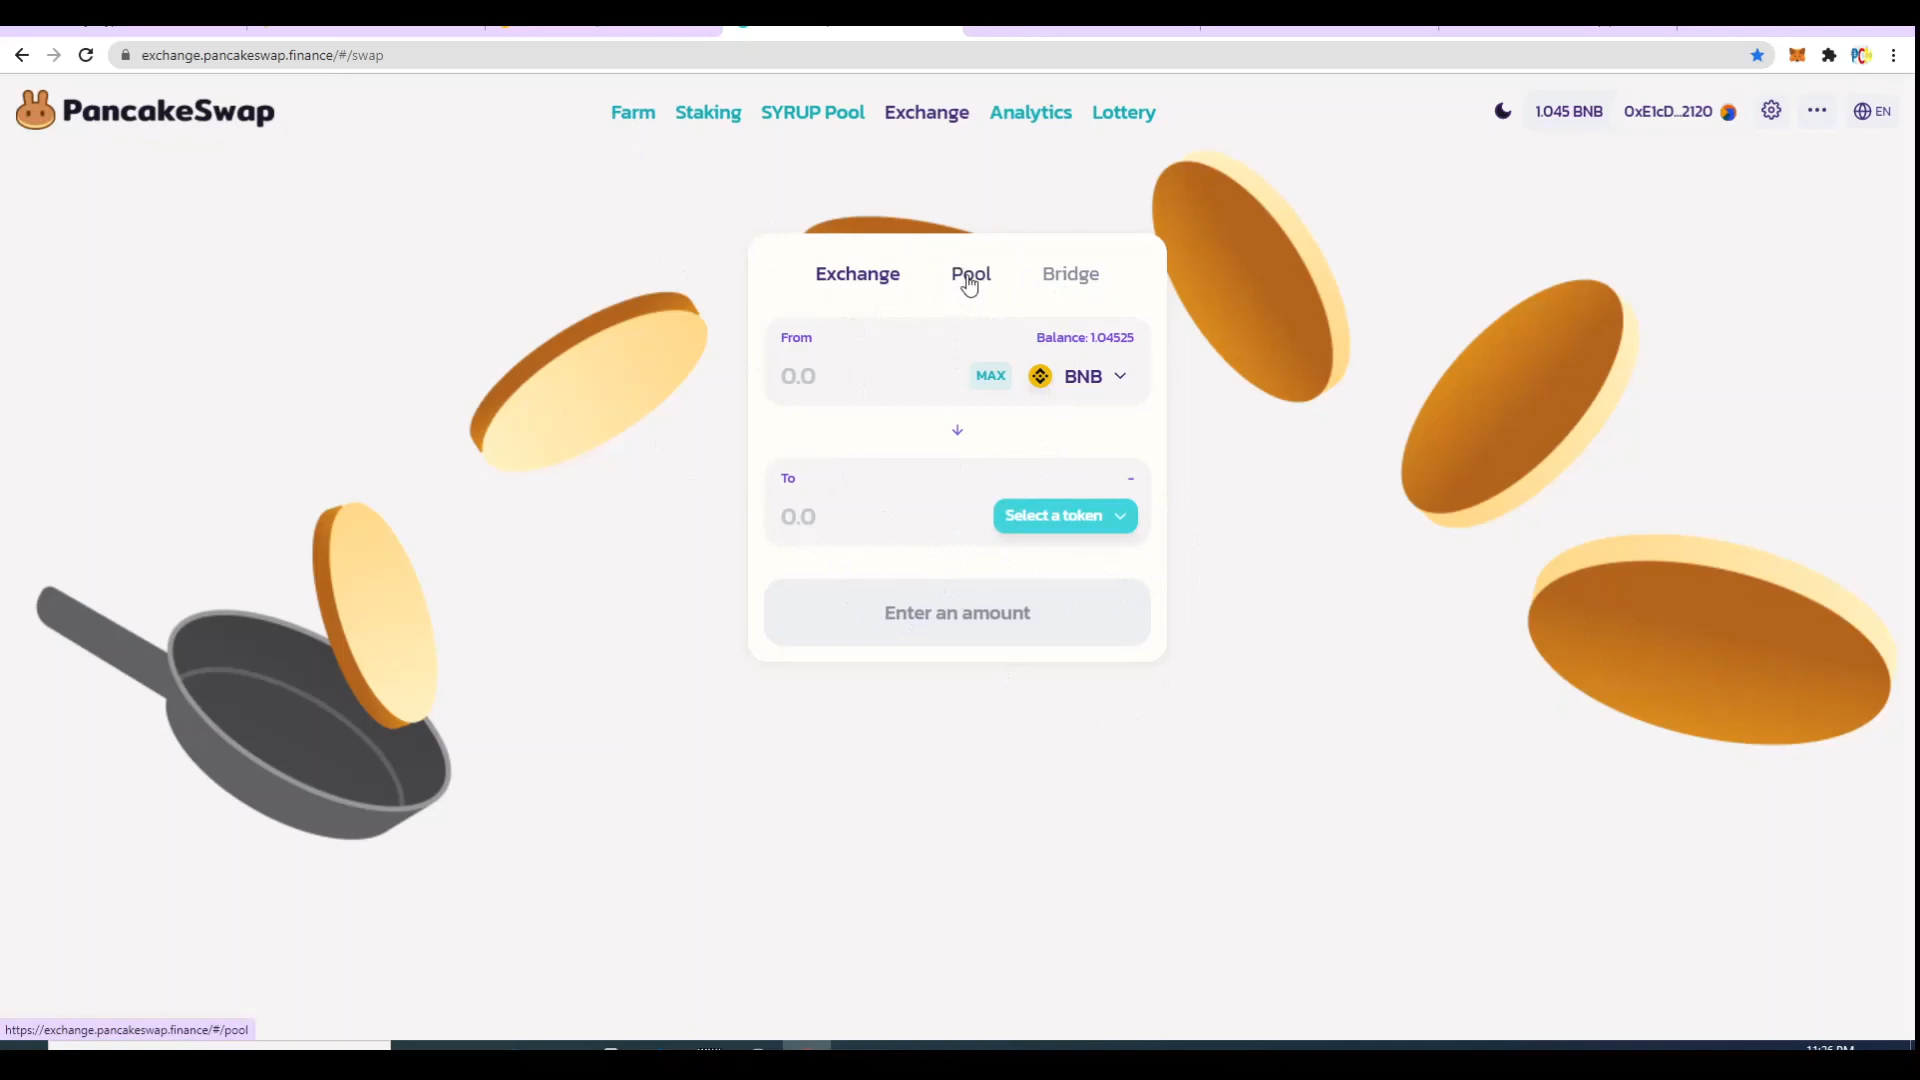 exchange.pancakeswap.finance/#/swap
PancakeSwap
Farm Staking SYRUP Pool Exchange Analytics Lottery
1.045 BNB 0xE1cD...2120 EN
Exchange Pool Bridge
From Balance: 1.04525
0.0 MAX BNB
To -
0.0 Select a token
Enter an amount
https://exchange.pancakeswap.finance/#/pool